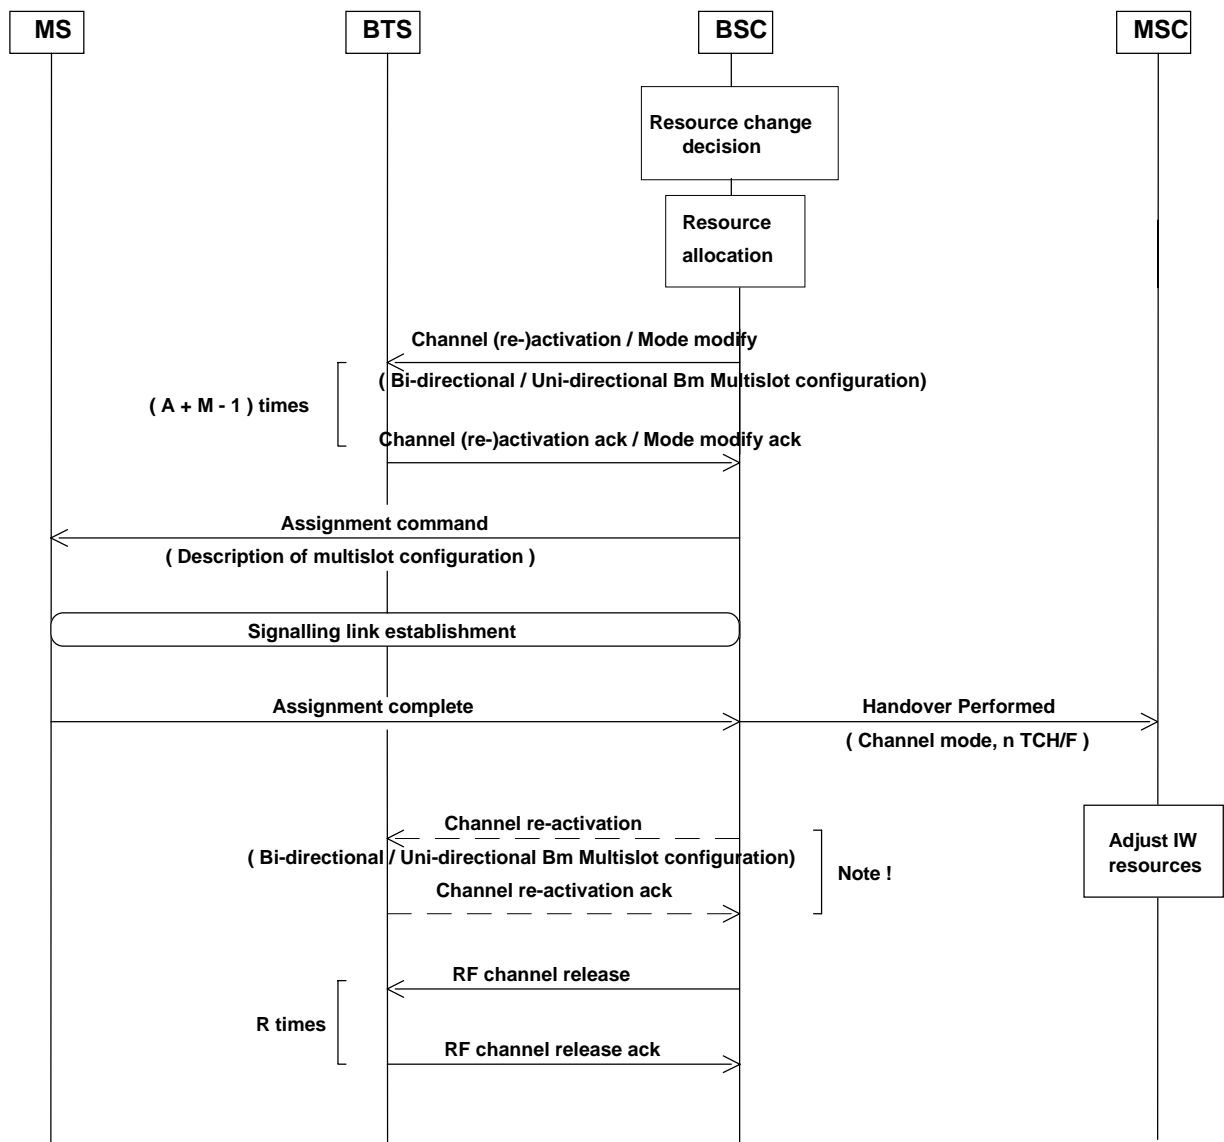 MS
BTS
BSC
MSC
Resource change
decision
Resource
allocation
Channel (re-)activation / Mode modify
( Bi-directional / Uni-directional Bm Multislot configuration)
( A + M - 1 ) times
Channel (re-)activation ack / Mode modify ack
Assignment command
( Description of multislot configuration )
Signalling link establishment
Assignment complete
Handover Performed
( Channel mode, n TCH/F )
Channel re-activation
( Bi-directional / Uni-directional Bm Multislot configuration)
Channel re-activation ack
Note !
Adjust IW
resources
RF channel release
R times
RF channel release ack